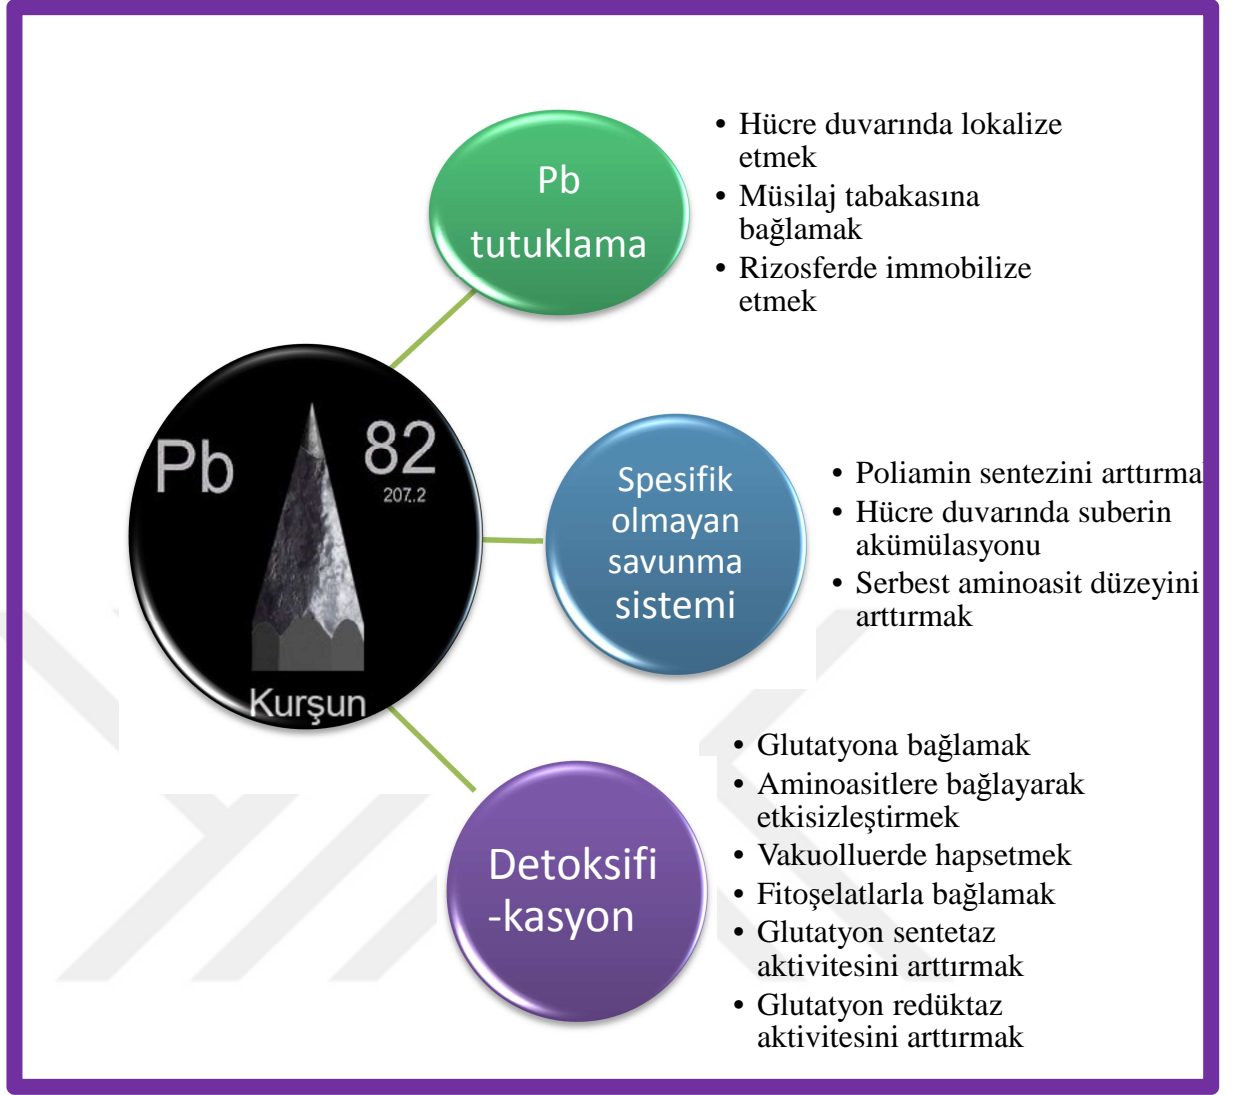 Pb
tutuklama
• Hücre duvarında lokalize
etmek
• Müsilaj tabakasına
bağlamak
• Rizosferde immobilize
etmek
Pb
82
207.2
Kurşun
Spesifik
olmayan
savunma
sistemi
• Poliamin sentezini arttırma
• Hücre duvarında suberin
akümülasyonu
• Serbest aminoasit düzeyini
arttırmak
Detoksifi
-kasyon
• Glutatyona bağlamak
• Aminoasitlere bağlayarak
etkisizleştirmek
• Vakuolluerde hapsetmek
• Fitoşelatlarla bağlamak
• Glutatyon sentetaz
aktivitesini arttırmak
• Glutatyon redüktaz
aktivitesini arttırmak